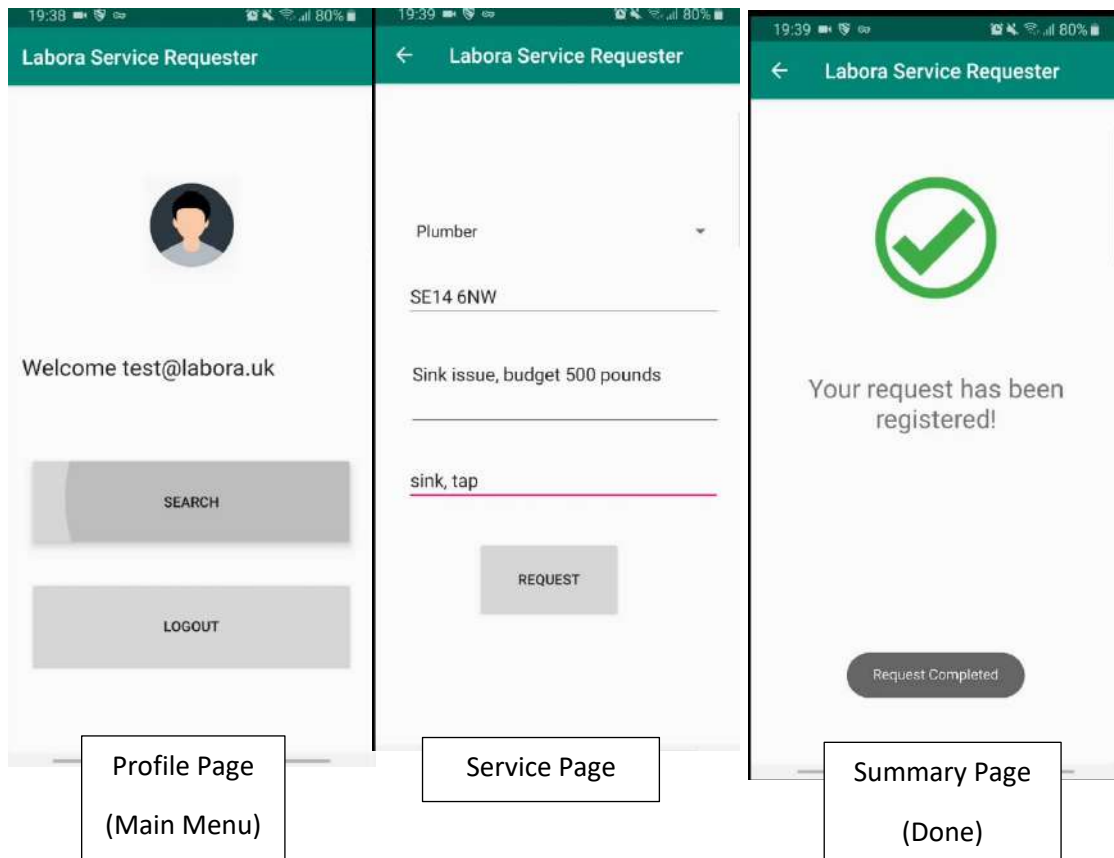 19:38
80%
Labora Service Requester
Welcome test@labora.uk
SEARCH
LOGOUT
Profile Page
(Main Menu)
19:39
80%
Labora Service Requester
Plumber
SE14 6NW
Sink issue, budget 500 pounds
sink, tap
REQUEST
Service Page
19:39
80%
Labora Service Requester
Your request has been
registered!
Request Completed
Summary Page
(Done)